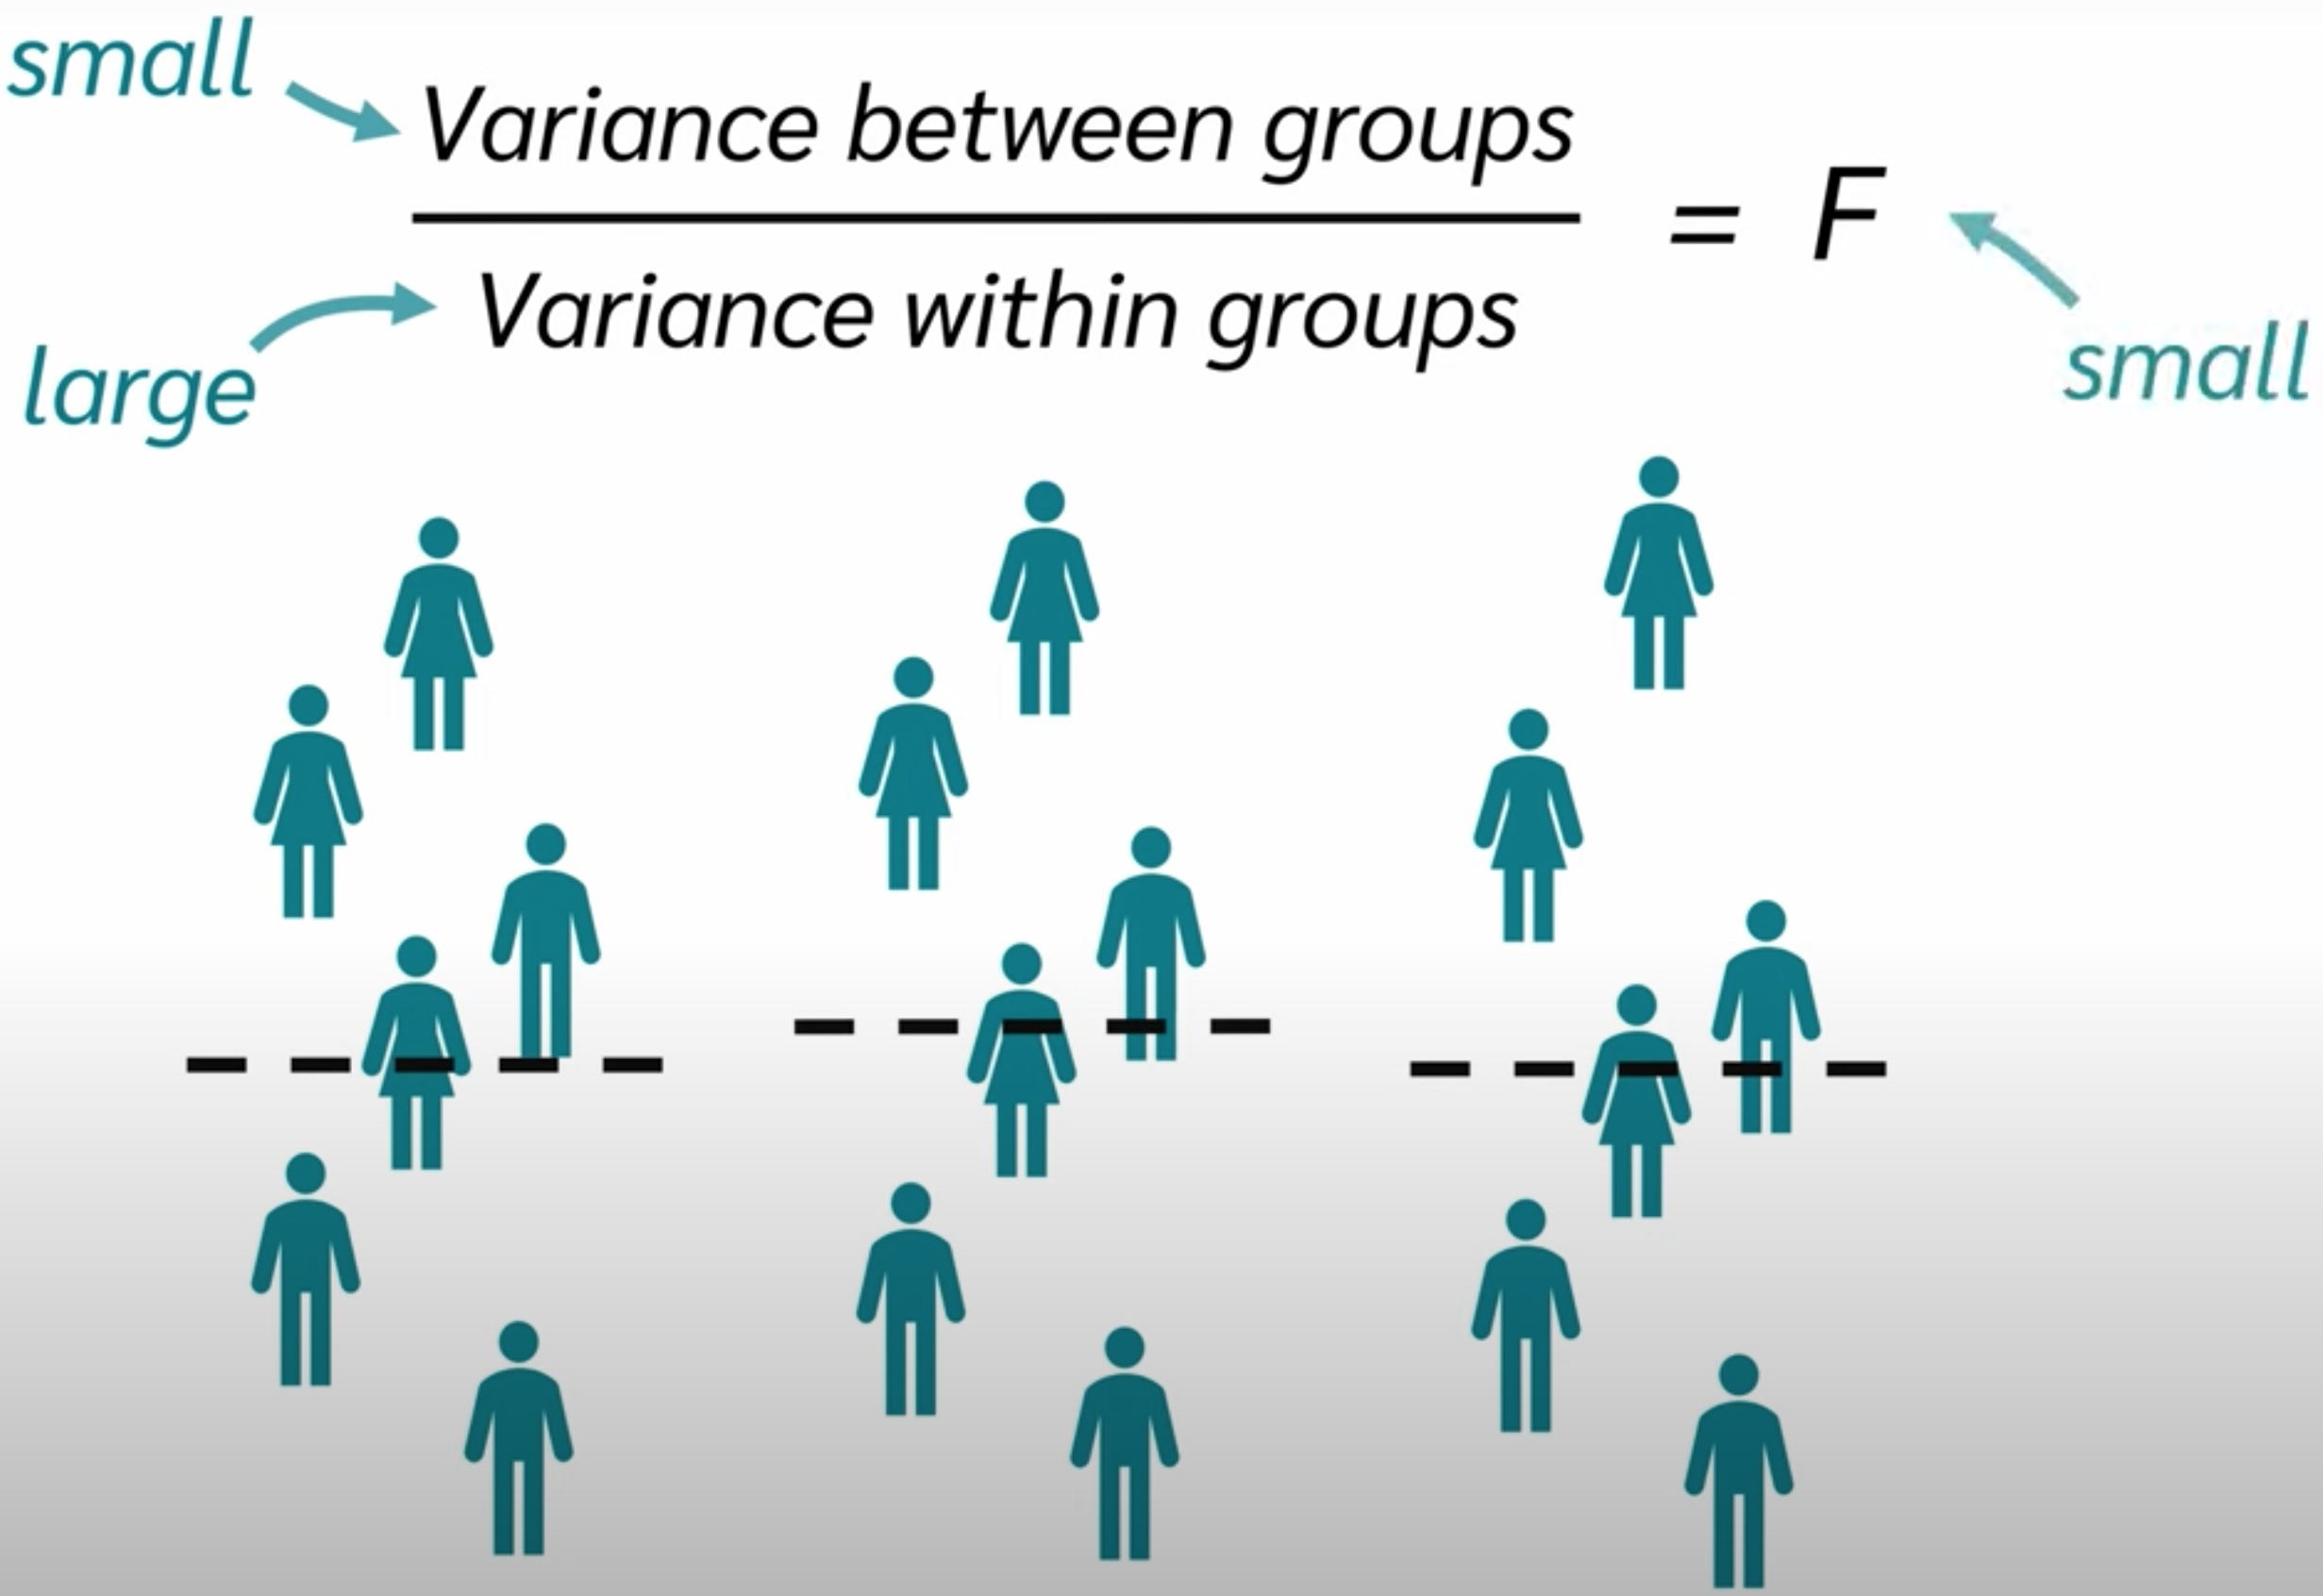 small
Variance between groups
= F
Variance within groups
large
small